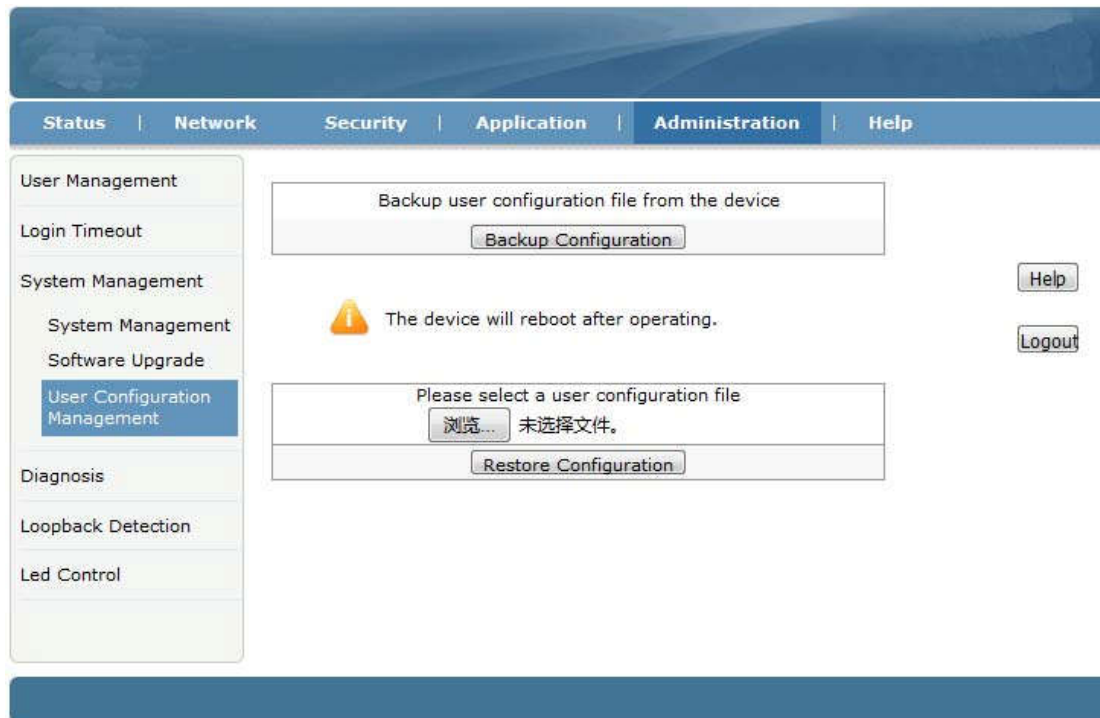 Status | Network Security | Application | Administration | Help
User Management
Login Timeout
System Management
System Management
Software Upgrade
User Configuration
Management
Diagnosis
Loopback Detection
Led Control
Backup user configuration file from the device
Backup Configuration
The device will reboot after operating.
Please select a user configuration file
浏览... 未选择文件。
Restore Configuration
Help
Logout